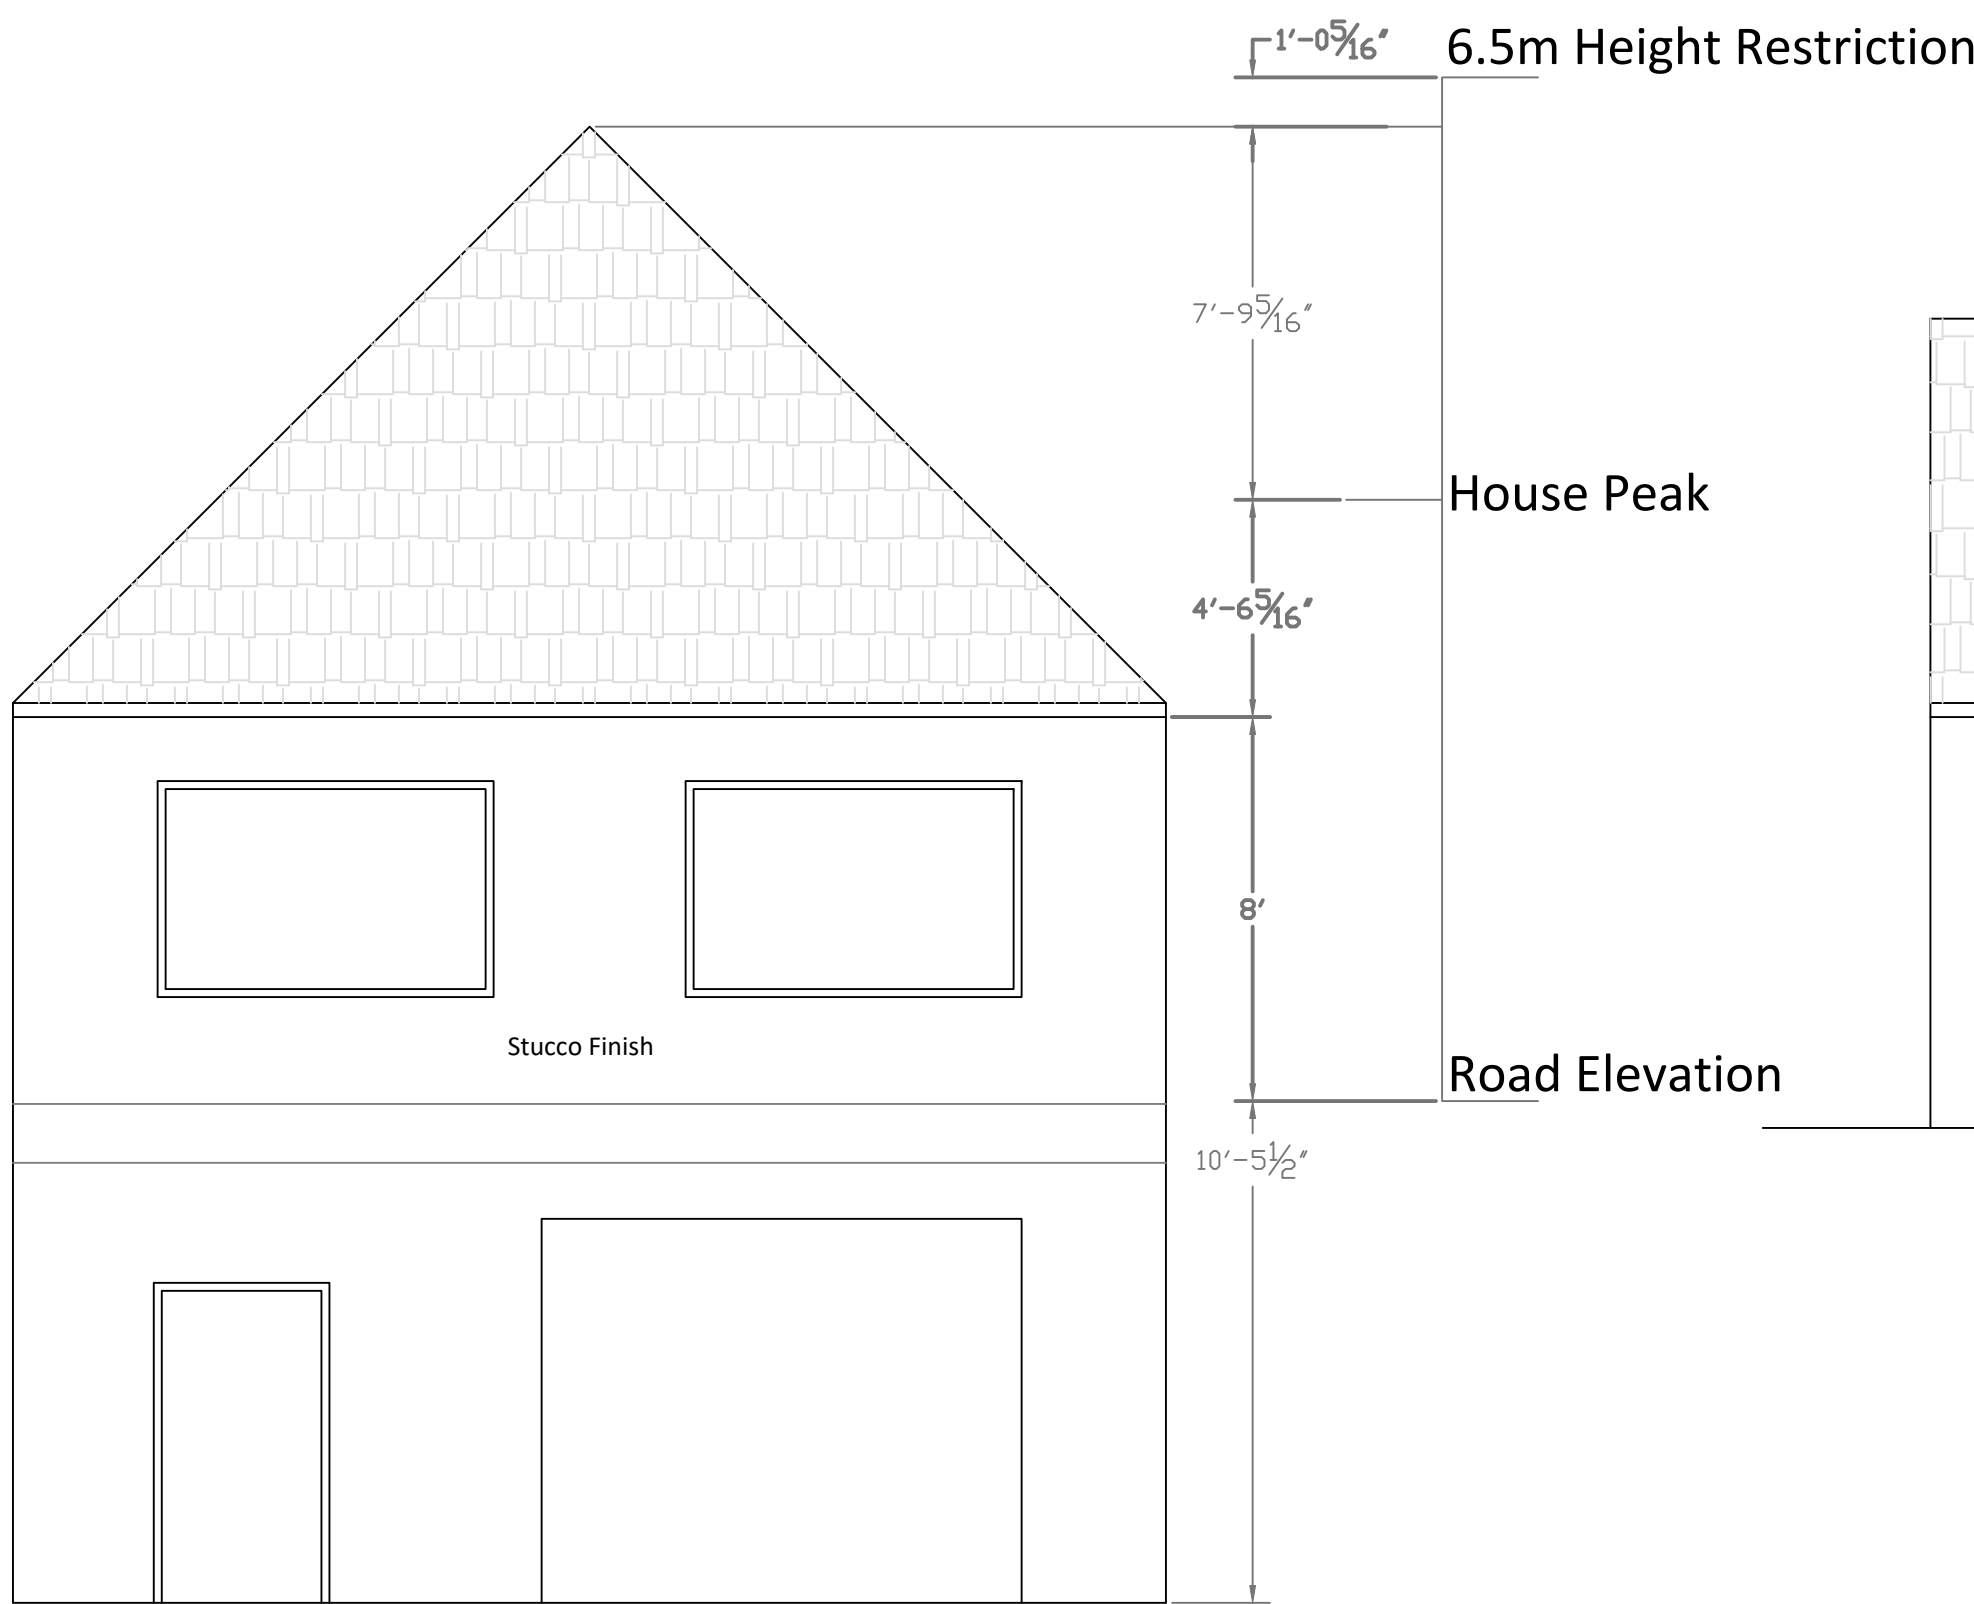 1'-0 5/16"
6.5m Height Restriction
7'-9 5/16"
House Peak
4'-6 5/16"
8'
Stucco Finish
Road Elevation
10'-5 1/2"